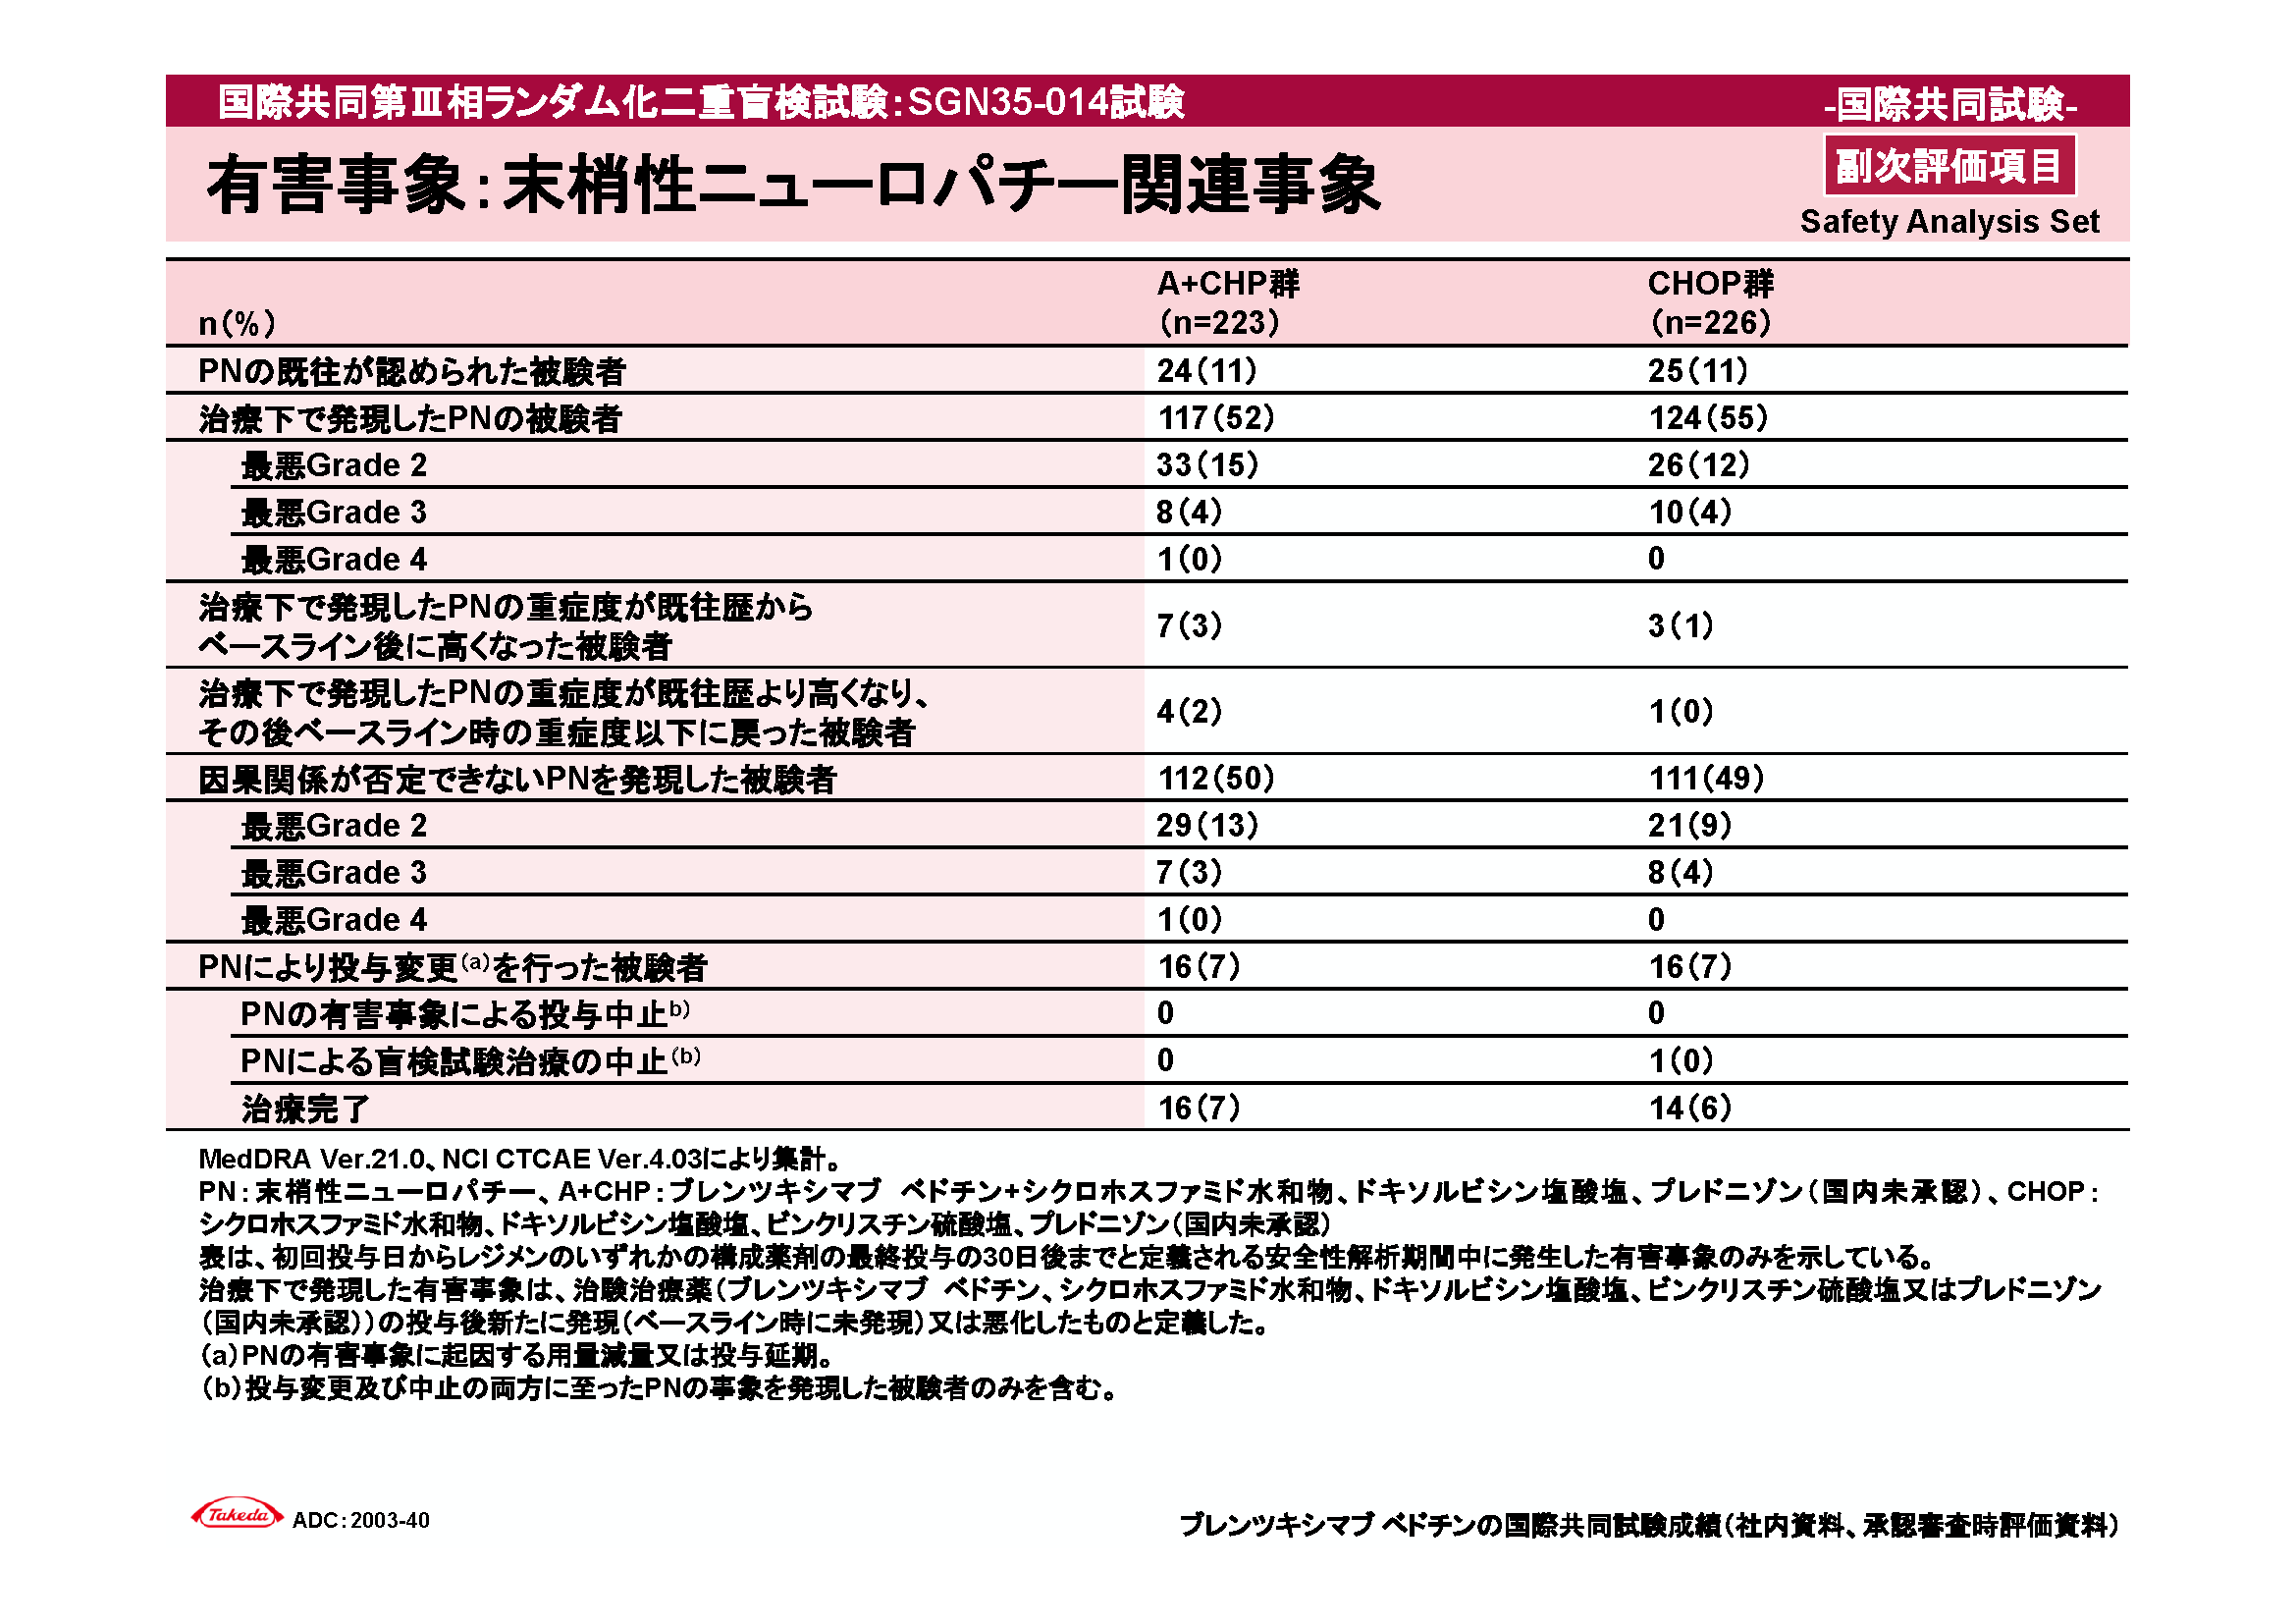 国際共同第Ⅲ相ランダム化二重盲検試験：SGN35-014試験
-国際共同試験-
有害事象：末梢性ニューロパチー関連事象
副次評価項目
Safety Analysis Set
n（%） A+CHP群（n=223） CHOP群（n=226）
PNの既往が認められた被験者 24（11） 25（11）
治療下で発現したPNの被験者 117（52） 124（55）
最悪Grade 2 33（15） 26（12）
最悪Grade 3 8（4） 10（4）
最悪Grade 4 1（0） 0
治療下で発現したPNの重症度が既往歴から
ベースライン後に高くなった被験者 7（3） 3（1）
治療下で発現したPNの重症度が既往歴より高くなり、
その後ベースライン時の重症度以下に戻った被験者 4（2） 1（0）
因果関係が否定できないPNを発現した被験者 112（50） 111（49）
最悪Grade 2 29（13） 21（9）
最悪Grade 3 7（3） 8（4）
最悪Grade 4 1（0） 0
PNにより投与変更（a）を行った被験者 16（7） 16（7）
PNの有害事象による投与中止b） 0 0
PNによる盲検試験治療の中止（b） 0 1（0）
治療完了 16（7） 14（6）
MedDRA Ver.21.0、NCI CTCAE Ver.4.03により集計。
PN：末梢性ニューロパチー、A+CHP：ブレンツキシマブ ベドチン+シクロホスファミド水和物、ドキソルビシン塩酸塩、プレドニゾン（国内未承認）、CHOP：
シクロホスファミド水和物、ドキソルビシン塩酸塩、ビンクリスチン硫酸塩、プレドニゾン（国内未承認）
表は、初回投与日からレジメンのいずれかの構成薬剤の最終投与の30日後までと定義される安全性解析期間中に発生した有害事象のみを示している。
治療下で発現した有害事象は、治験治療薬（ブレンツキシマブ ベドチン、シクロホスファミド水和物、ドキソルビシン塩酸塩、ビンクリスチン硫酸塩又はプレドニゾン
（国内未承認））の投与後新たに発現（ベースライン時に未発現）又は悪化したものと定義した。
（a）PNの有害事象に起因する用量減量又は投与延期。
（b）投与変更及び中止の両方に至ったPNの事象を発現した被験者のみを含む。
Takeda ADC：2003-40
ブレンツキシマブ ベドチンの国際共同試験成績（社内資料、承認審査時評価資料）